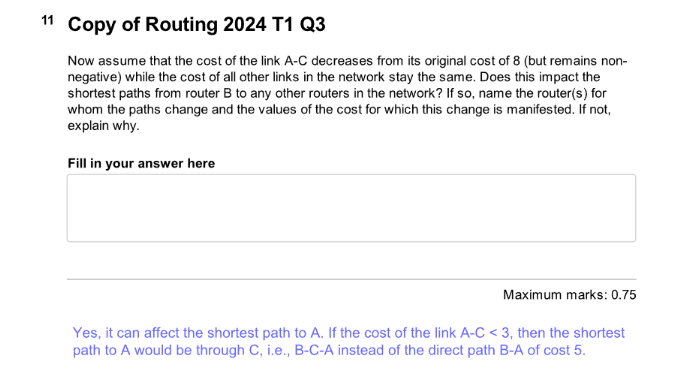 11 Copy of Routing 2024 T1 Q3
Now assume that the cost of the link A-C decreases from its original cost of 8 (but remains non-
negative) while the cost of all other links in the network stay the same. Does this impact the
shortest paths from router B to any other routers in the network? If so, name the router(s) for
whom the paths change and the values of the cost for which this change is manifested. If not,
explain why.
Fill in your answer here
Maximum marks: 0.75
Yes, it can affect the shortest path to A. If the cost of the link A-C < 3, then the shortest
path to A would be through C, i.e., B-C-A instead of the direct path B-A of cost 5.